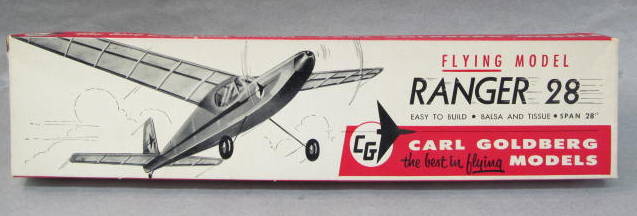 FLYING MODEL
RANGER 28
EASY TO BUILD • BALSA AND TISSUE • SPAN 28"
CG
CARL GOLDBERG
the best in flying MODELS